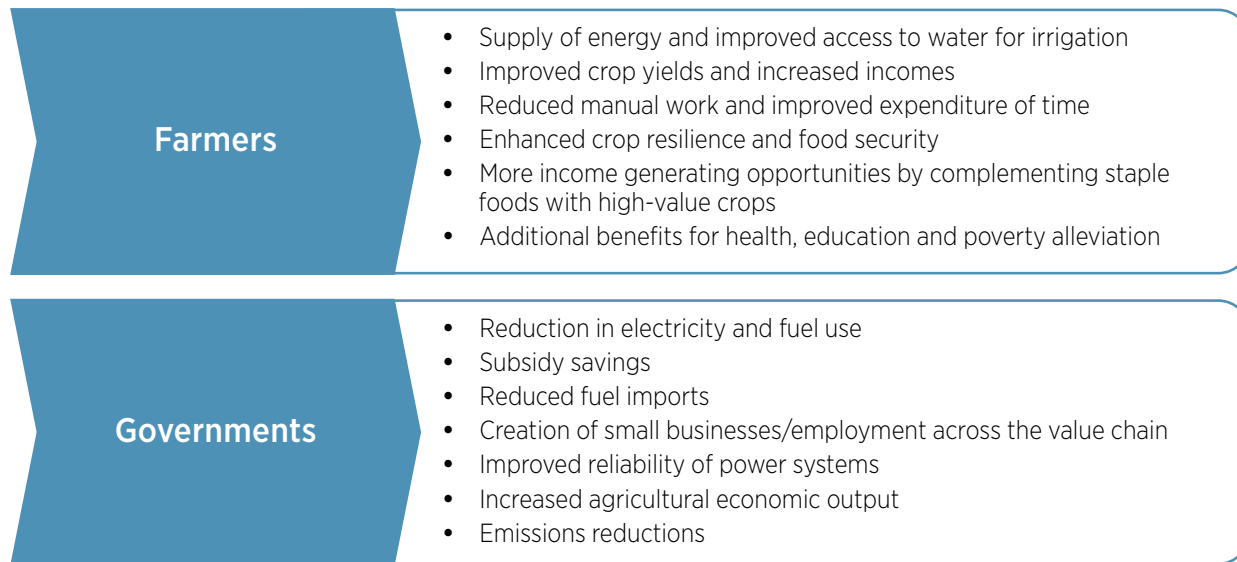 Farmers
• Supply of energy and improved access to water for irrigation
• Improved crop yields and increased incomes
• Reduced manual work and improved expenditure of time
• Enhanced crop resilience and food security
• More income generating opportunities by complementing staple
foods with high-value crops
• Additional benefits for health, education and poverty alleviation
Governments
• Reduction in electricity and fuel use
• Subsidy savings
• Reduced fuel imports
• Creation of small businesses/employment across the value chain
• Improved reliability of power systems
• Increased agricultural economic output
• Emissions reductions